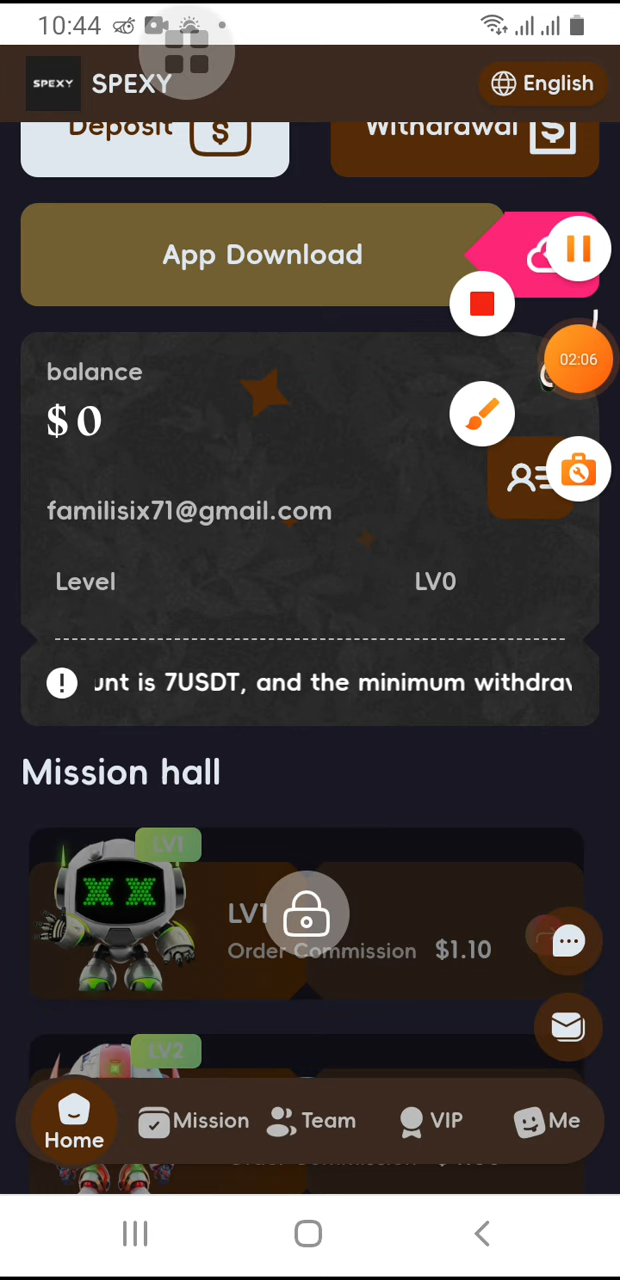 10:44
SPEXY
SPEXY
English
Deposit
Withdrawal
App Download
02:06
balance
$ 0
familisix71@gmail.com
Level
LV0
unt is 7USDT, and the minimum withdraw
Mission hall
LV1
LV1
Order Commission $1.10
LV2
Home
Mission
Team
VIP
Me